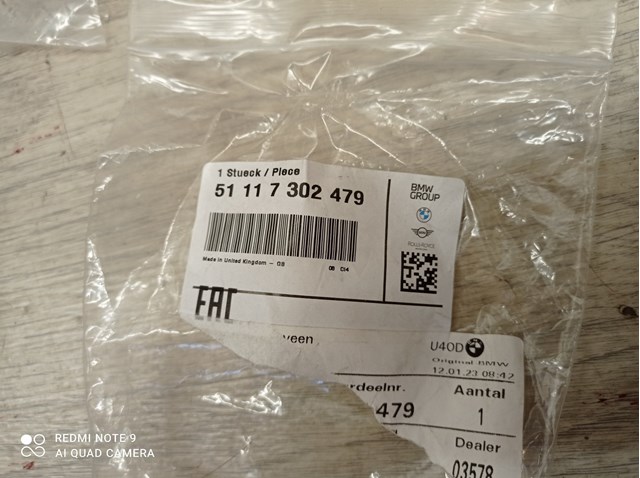 1 Stueck / Piece
51 11 7 302 479
BMW
GROUP
Made in United Kingdom - GB
EAC
veen
U40D
Original BMW
12.01.23 08:42
rdeelnr.
Aantal
479
1
Dealer
03578
REDMI NOTE 9
AI QUAD CAMERA